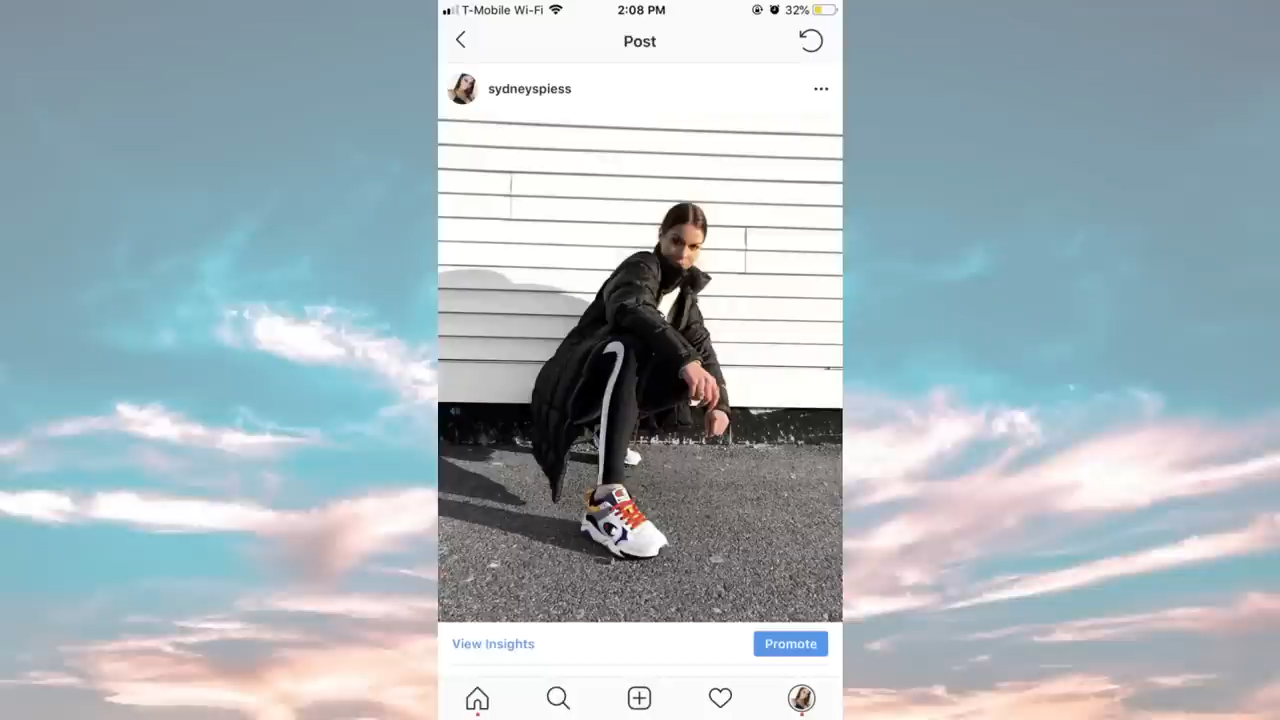 T-Mobile Wi-Fi 2:08 PM 32%
Post
sydneyspiess
View Insights
Promote